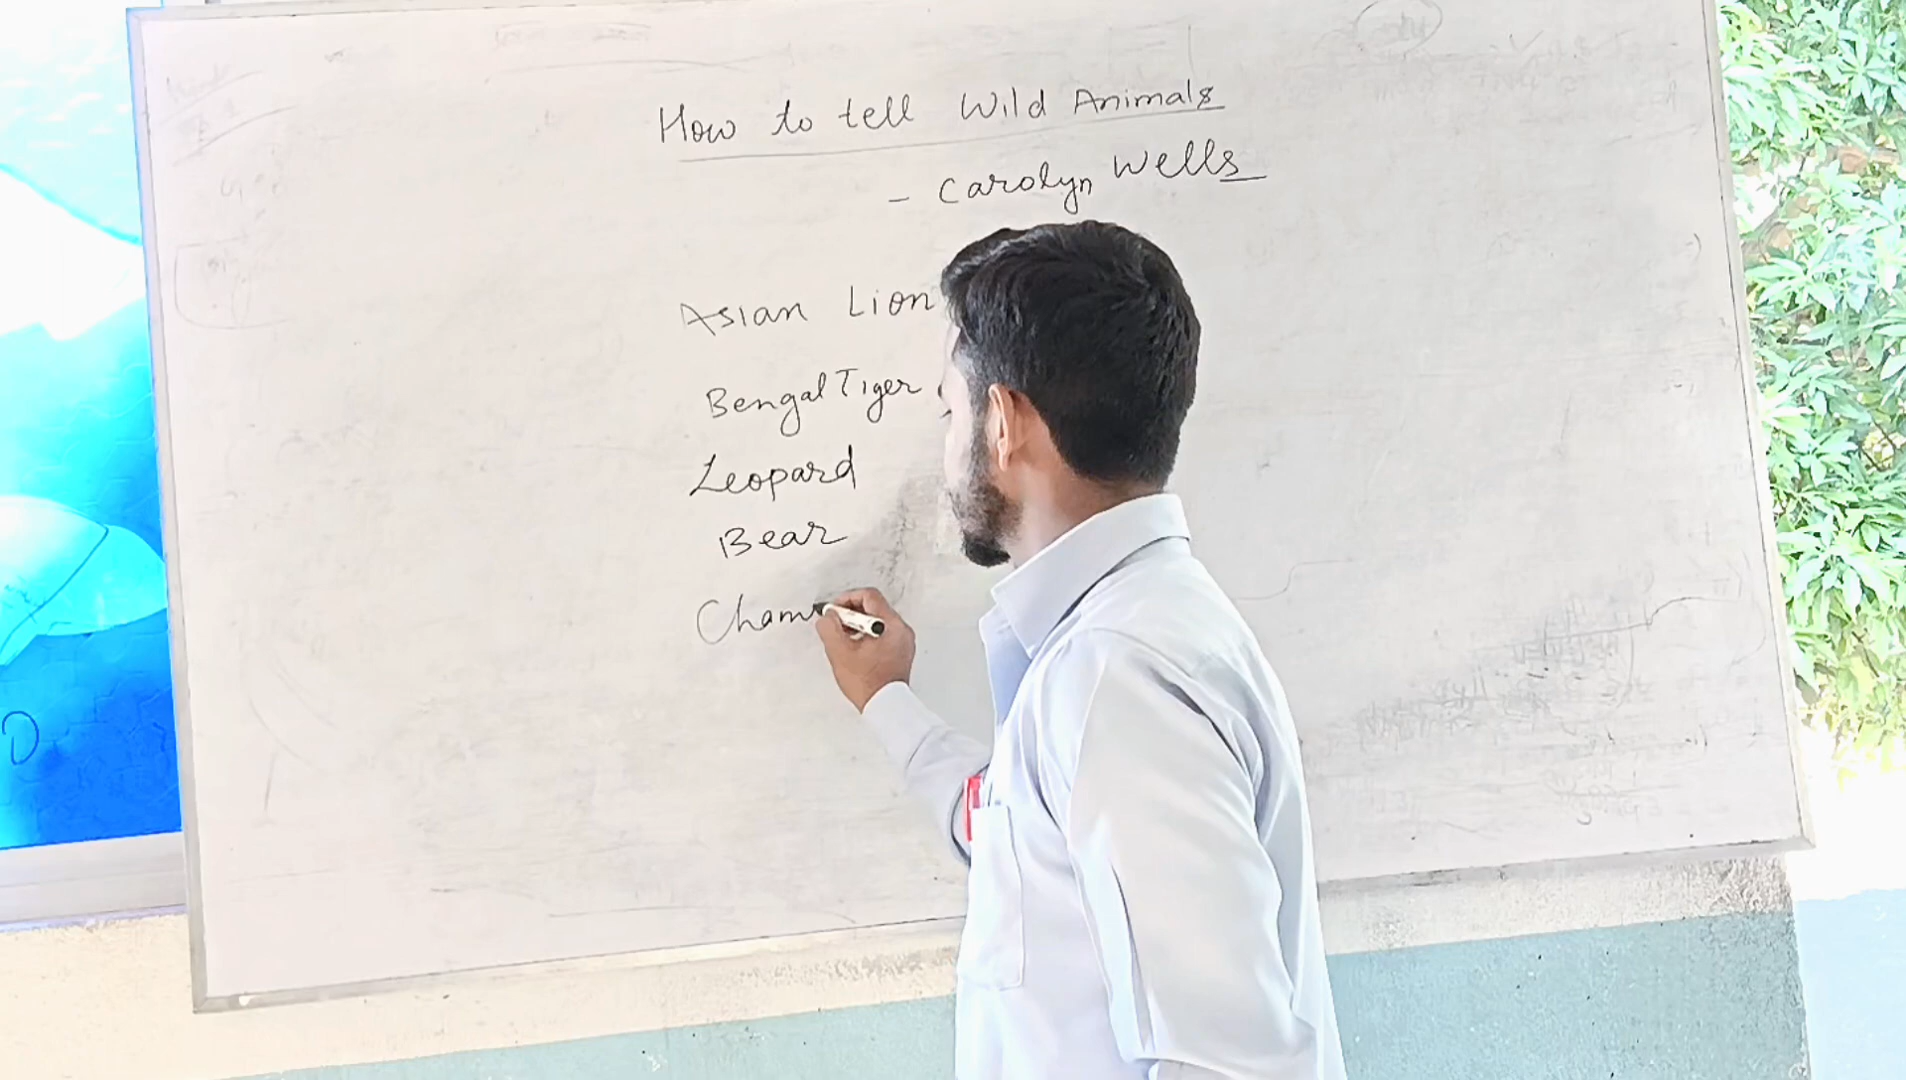 How to tell Wild Animals
- Carolyn Wells
Asian Lion
Bengal Tiger
Leopard
Bear
Cham